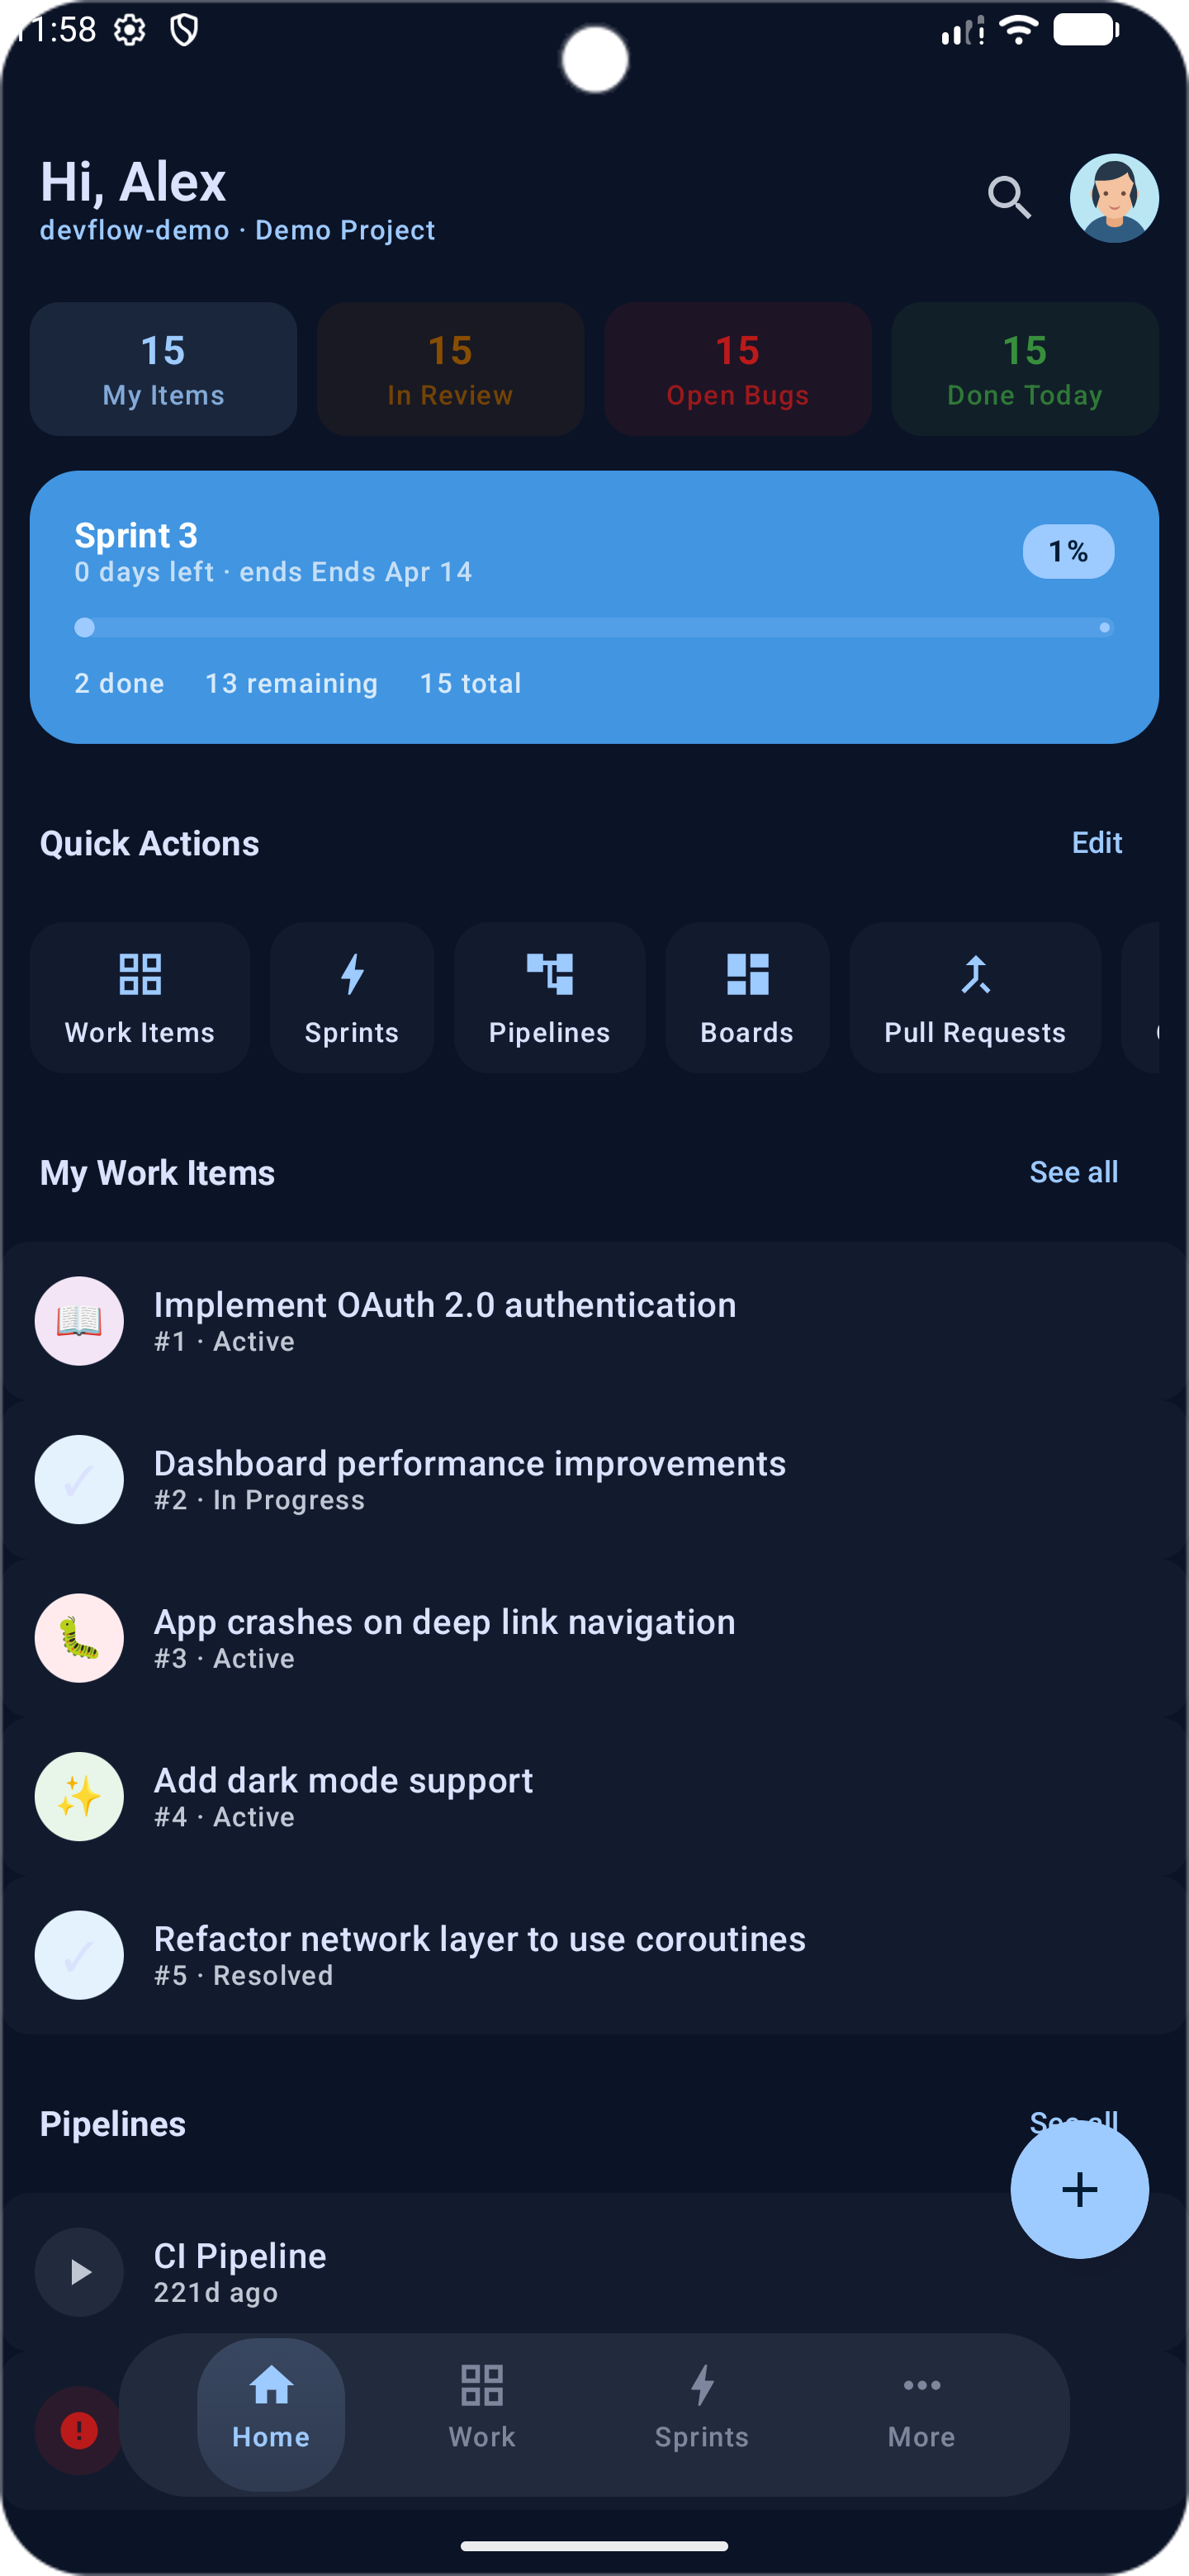 11:58
Hi, Alex
devflow-demo · Demo Project
15
My Items
15
In Review
15
Open Bugs
15
Done Today
Sprint 3
1%
0 days left · ends Ends Apr 14
2 done 13 remaining 15 total
Quick Actions
Edit
Work Items
Sprints
Pipelines
Boards
Pull Requests
My Work Items
See all
Implement OAuth 2.0 authentication
#1 · Active
Dashboard performance improvements
#2 · In Progress
App crashes on deep link navigation
#3 · Active
Add dark mode support
#4 · Active
Refactor network layer to use coroutines
#5 · Resolved
Pipelines
See all
CI Pipeline
221d ago
Home
Work
Sprints
More